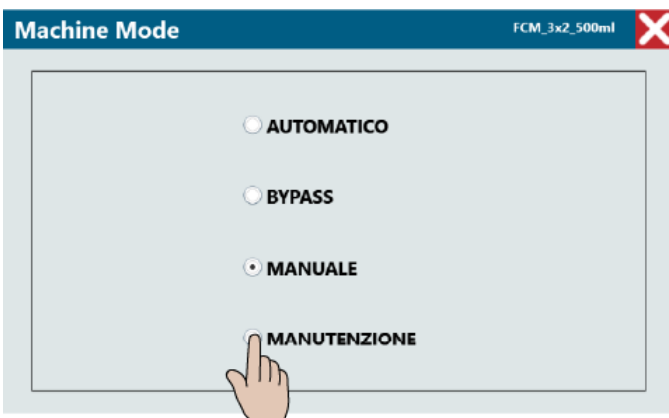 Machine Mode FCM_3x2_500ml
AUTOMATICO
BYPASS
MANUALE
MANUTENZIONE